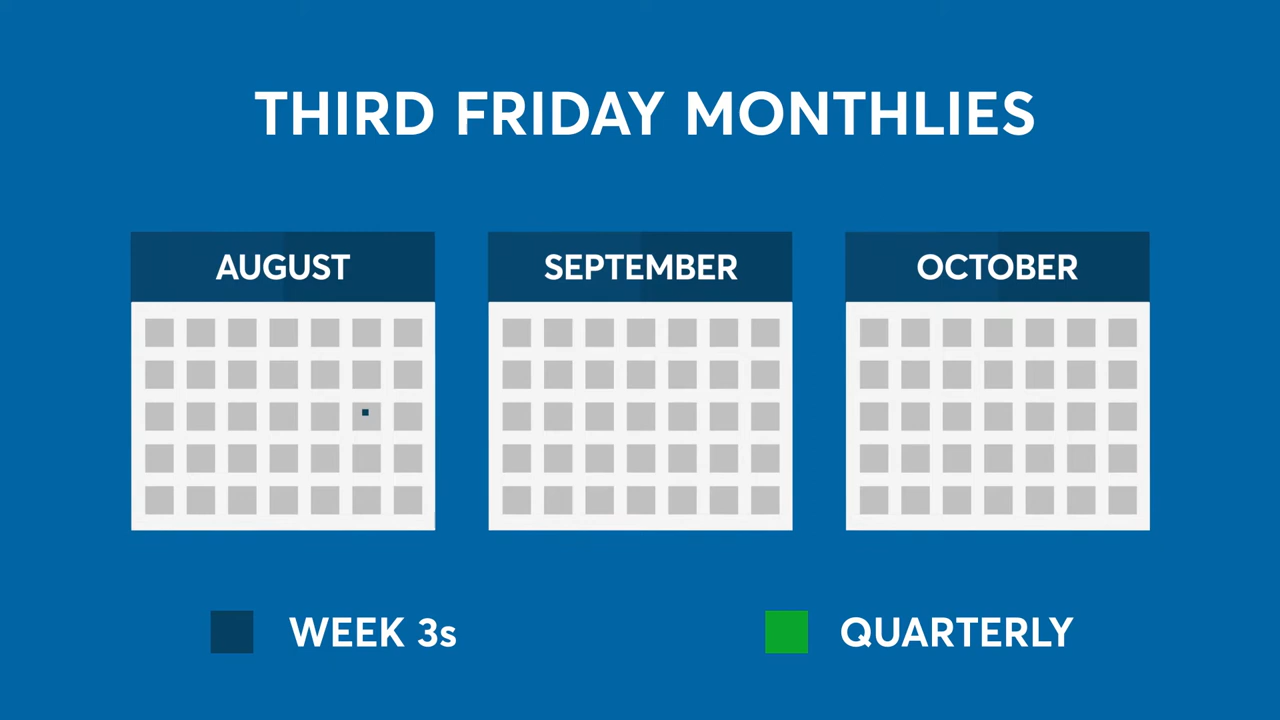 THIRD FRIDAY MONTHLIES
AUGUST
SEPTEMBER
OCTOBER
WEEK 3s
QUARTERLY